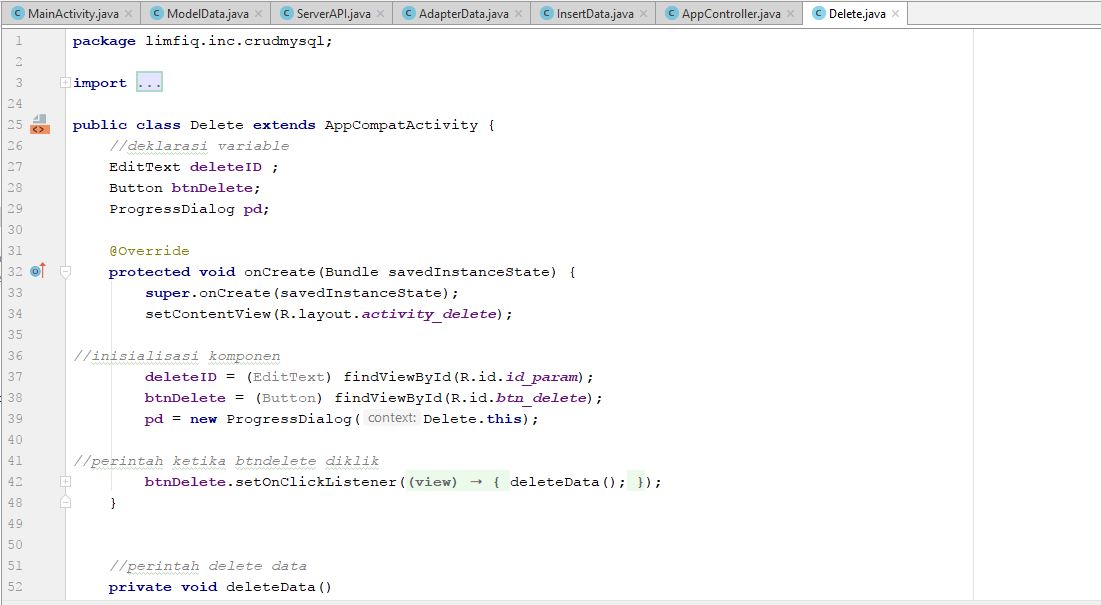 MainActivity.java × ModelData.java × ServerAPI.java × AdapterData.java × InsertData.java × AppController.java × Delete.java ×
1 package limfiq.inc.crudmysql;
2
3 import ...
24
25 public class Delete extends AppCompatActivity {
26 //deklarasi variable
27 EditText deleteID ;
28 Button btnDelete;
29 ProgressDialog pd;
30
31 @Override
32 protected void onCreate(Bundle savedInstanceState) {
33 super.onCreate(savedInstanceState);
34 setContentView(R.layout.activity_delete);
35
36 //inisialisasi komponen
37 deleteID = (EditText) findViewById(R.id.id_param);
38 btnDelete = (Button) findViewById(R.id.btn_delete);
39 pd = new ProgressDialog( context: Delete.this);
40
41 //perintah ketika btndelete diklik
42 btnDelete.setOnClickListener((view) → { deleteData(); });
48 }
49
50
51 //perintah delete data
52 private void deleteData()